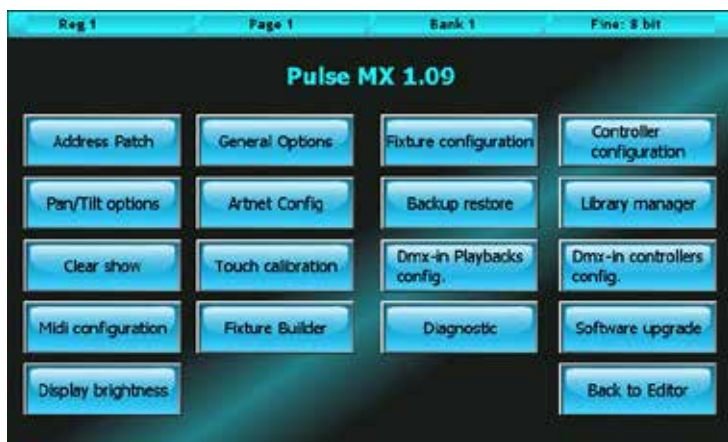 Reg 1 Page 1 Bank 1 Fine: 8 bit
Pulse MX 1.09
Address Patch General Options Fixture configuration Controller configuration
Pan/Tilt options Artnet Config Backup restore Library manager
Clear show Touch calibration Dmx-in Playbacks config. Dmx-in controllers config.
Midi configuration Fixture Builder Diagnostic Software upgrade
Display brightness Back to Editor